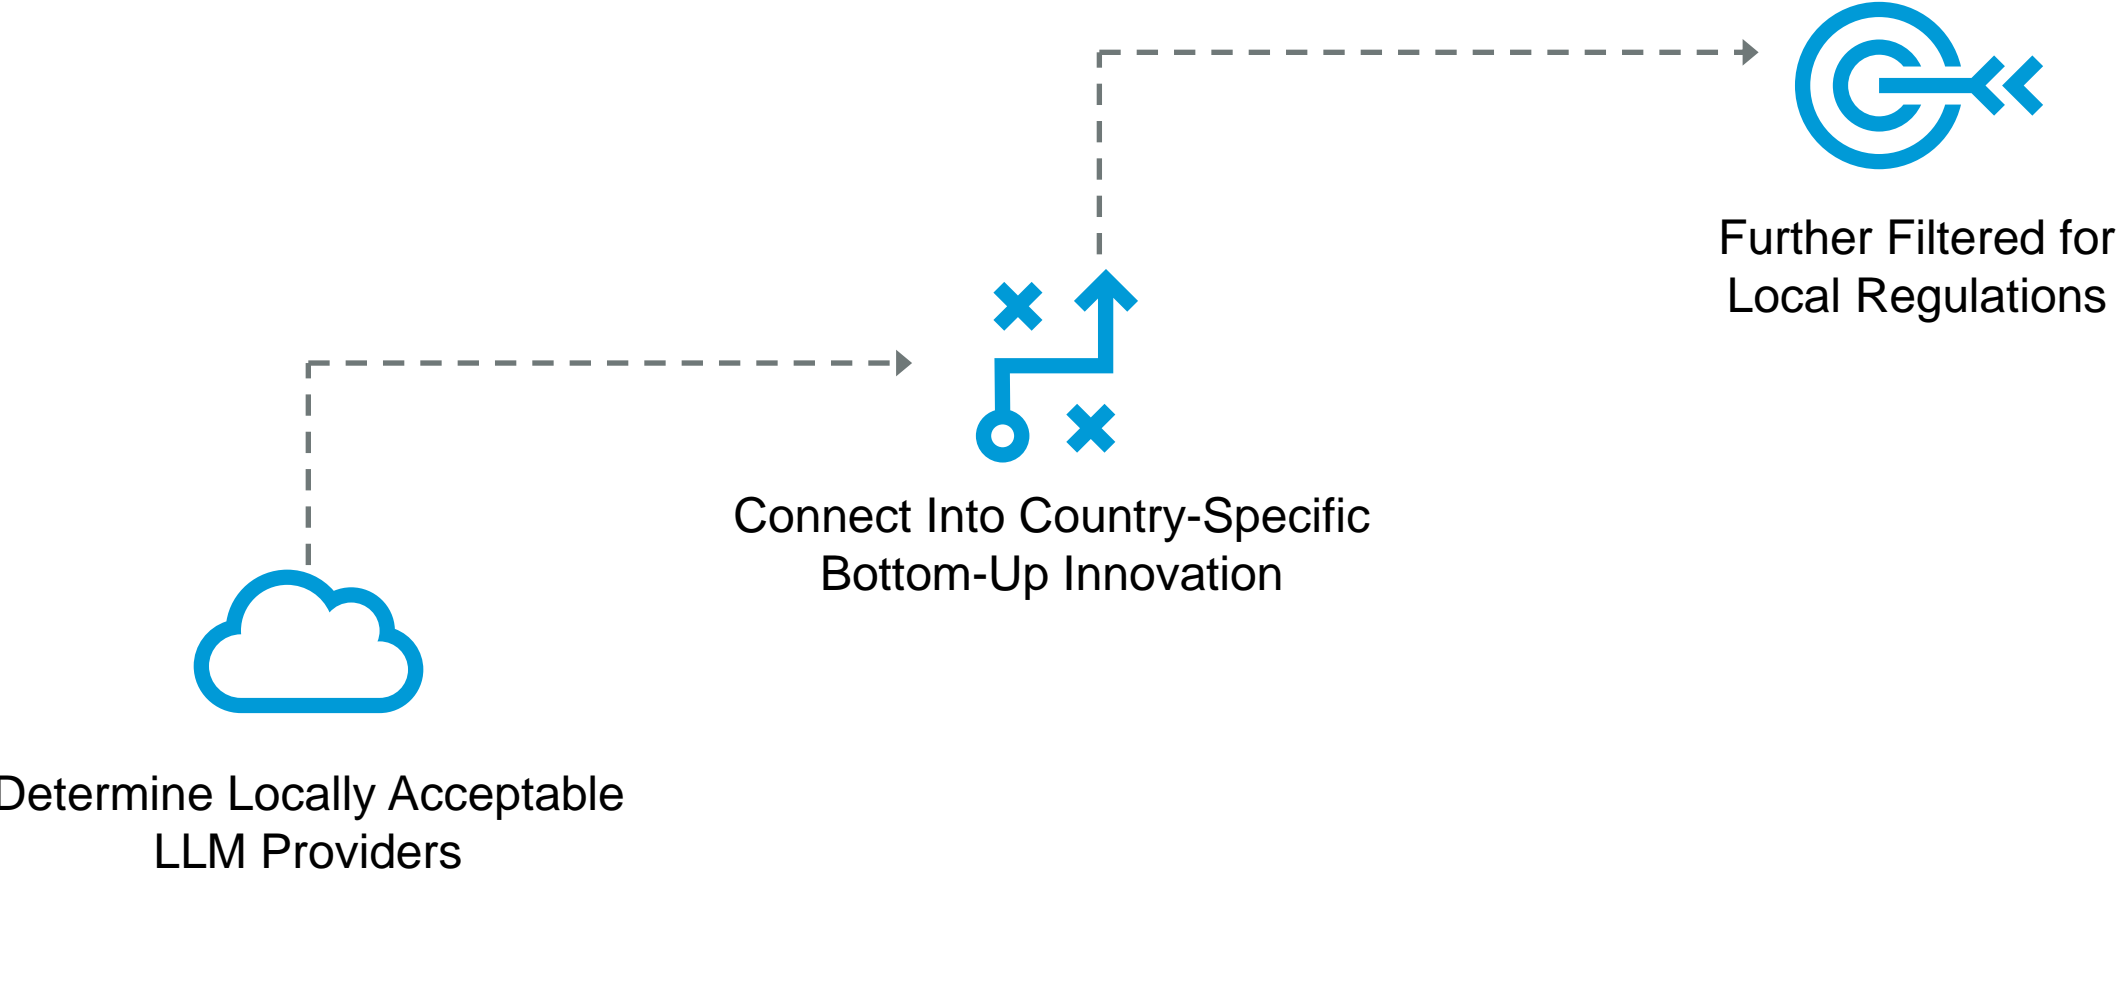 Further Filtered for
Local Regulations
Connect Into Country-Specific
Bottom-Up Innovation
Determine Locally Acceptable
LLM Providers